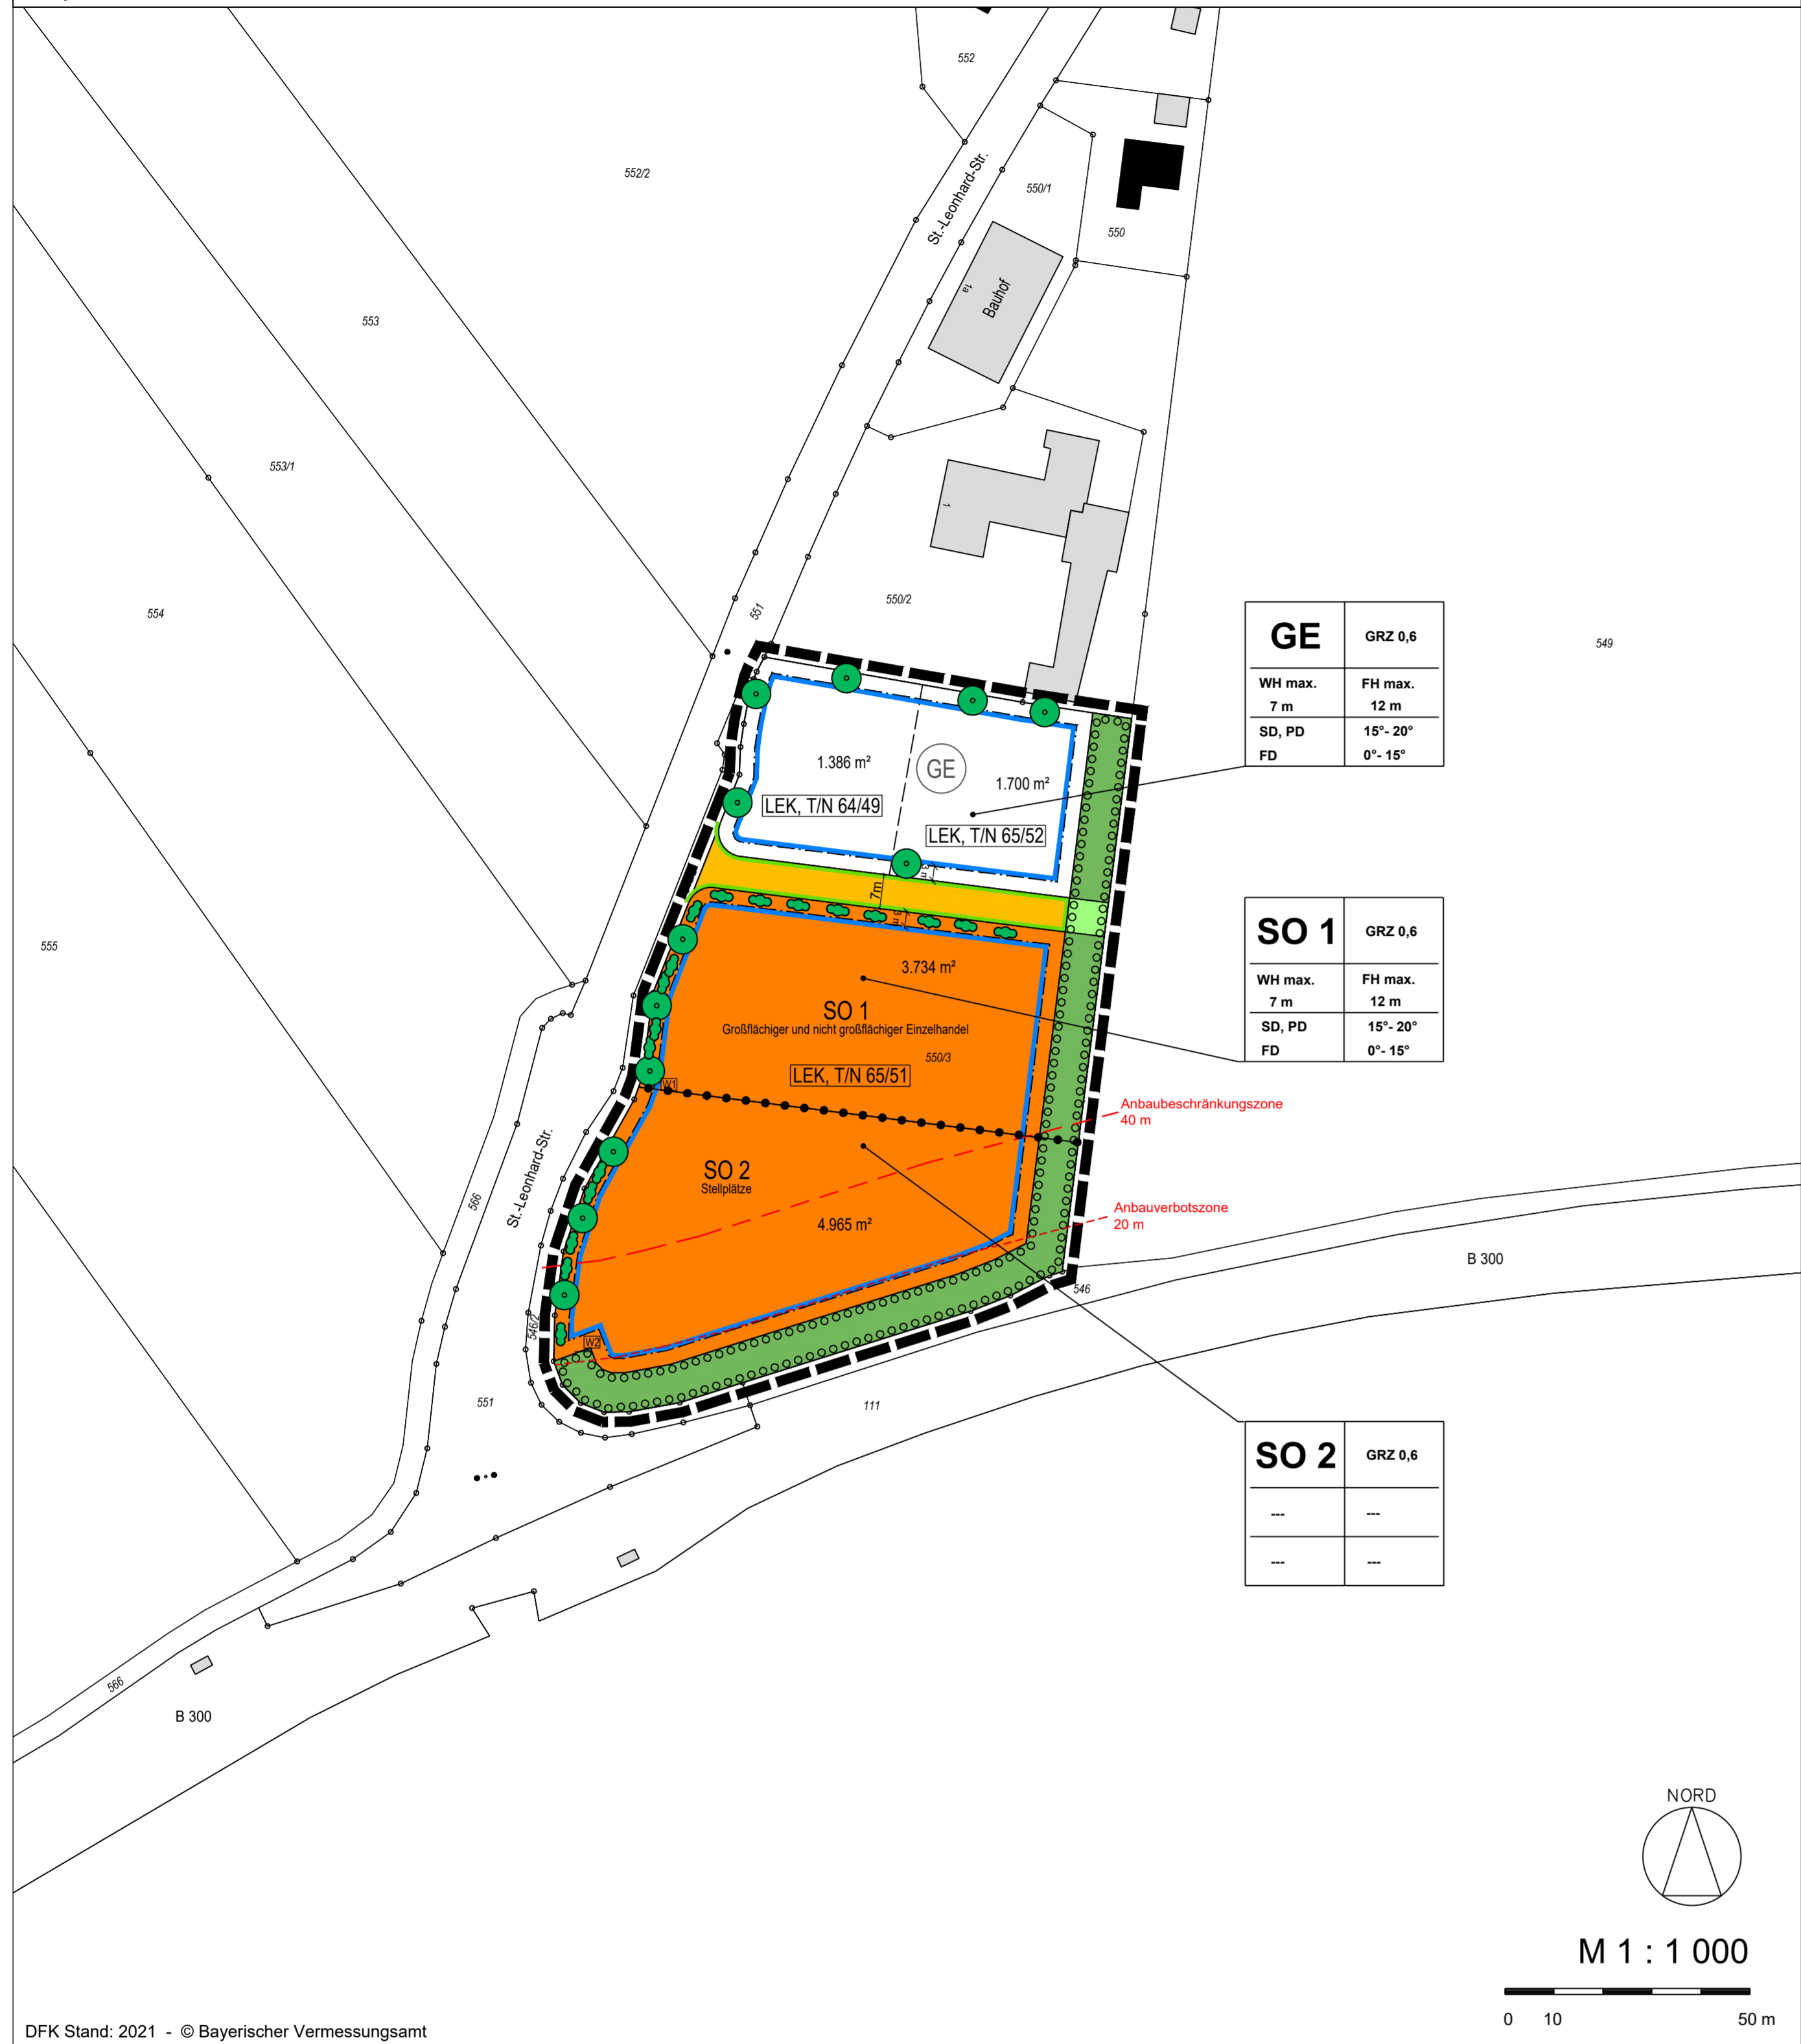 552
552/2
St.-Leonhard-Str.
550/1
550
1a
Bauhof
553
553/1
1
554
551
550/2
549
GE
GRZ 0,6
WH max.
FH max.
7 m
12 m
SD, PD
15°- 20°
FD
0°- 15°
1.386 m²
GE
1.700 m²
LEK, T/N 64/49
LEK, T/N 65/52
3 m
7m
3 m
555
SO 1
GRZ 0,6
WH max.
FH max.
7 m
12 m
SD, PD
15°- 20°
FD
0°- 15°
3.734 m²
SO 1
Großflächiger und nicht großflächiger Einzelhandel
550/3
LEK, T/N 65/51
W1
Anbaubeschränkungszone
40 m
St.-Leonhard-Str.
566
SO 2
Stellplätze
4.965 m²
Anbauverbotszone
20 m
B 300
546
546/2
W2
551
111
SO 2
GRZ 0,6
---
---
---
---
566
B 300
NORD
M 1 : 1 000
0
10
50 m
DFK Stand: 2021 - © Bayerischer Vermessungsamt